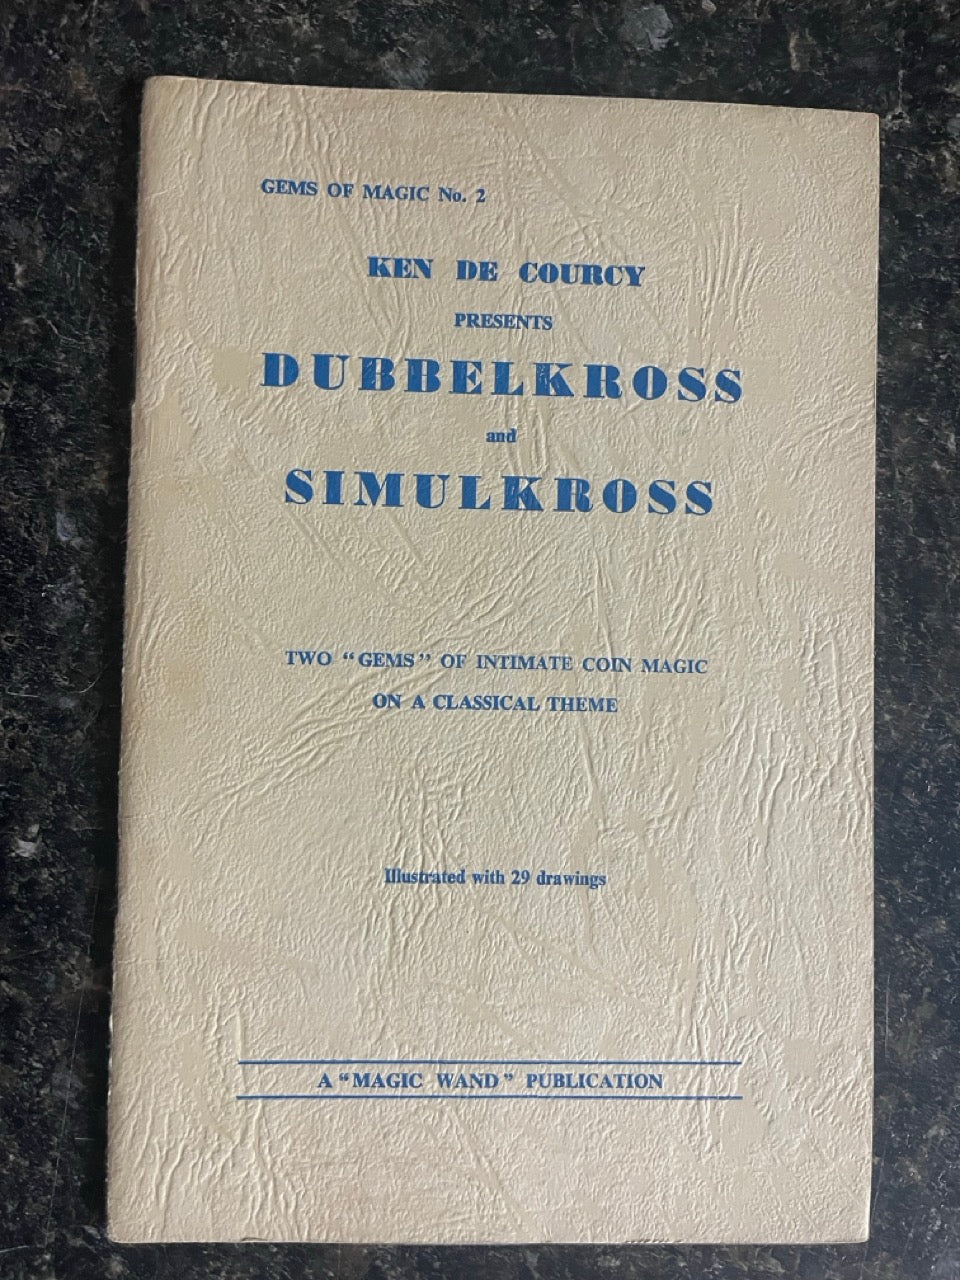 GEMS OF MAGIC No. 2
KEN DE COURCY
PRESENTS
DUBBELKROSS
and
SIMULKROSS
TWO “GEMS” OF INTIMATE COIN MAGIC
ON A CLASSICAL THEME
Illustrated with 29 drawings
A “MAGIC WAND” PUBLICATION